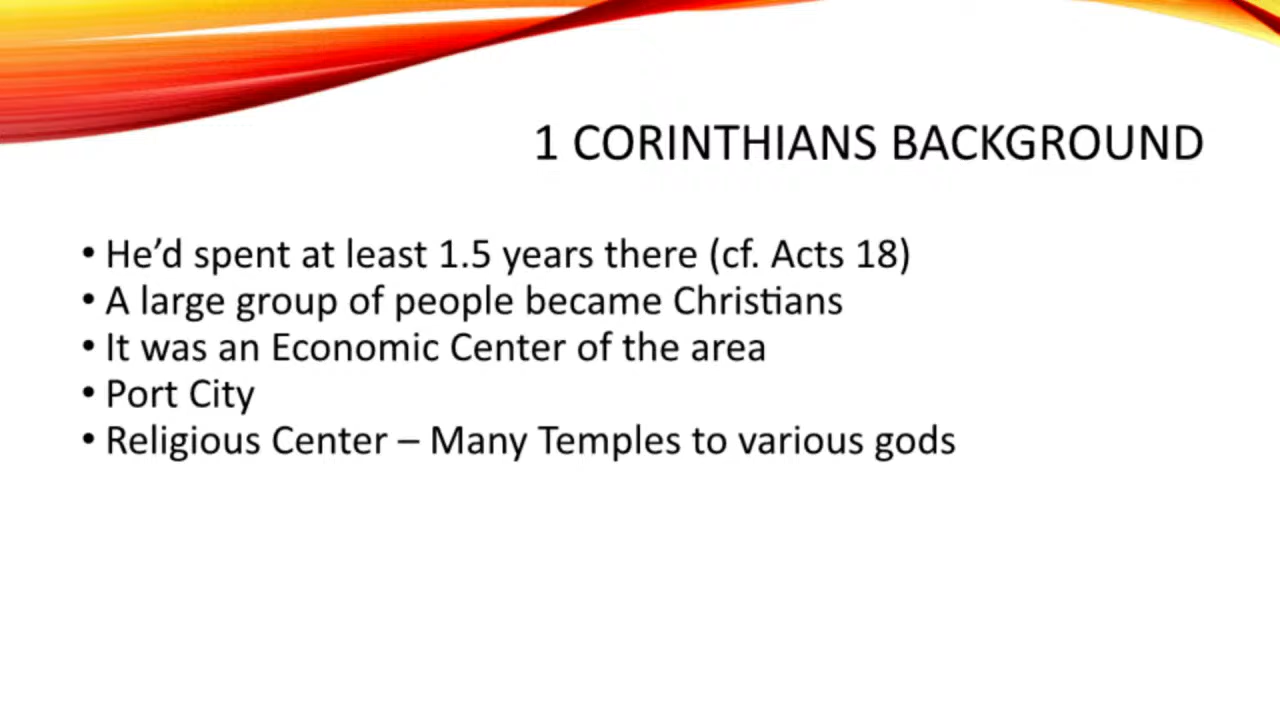 1 CORINTHIANS BACKGROUND
• He’d spent at least 1.5 years there (cf. Acts 18)
• A large group of people became Christians
• It was an Economic Center of the area
• Port City
• Religious Center – Many Temples to various gods